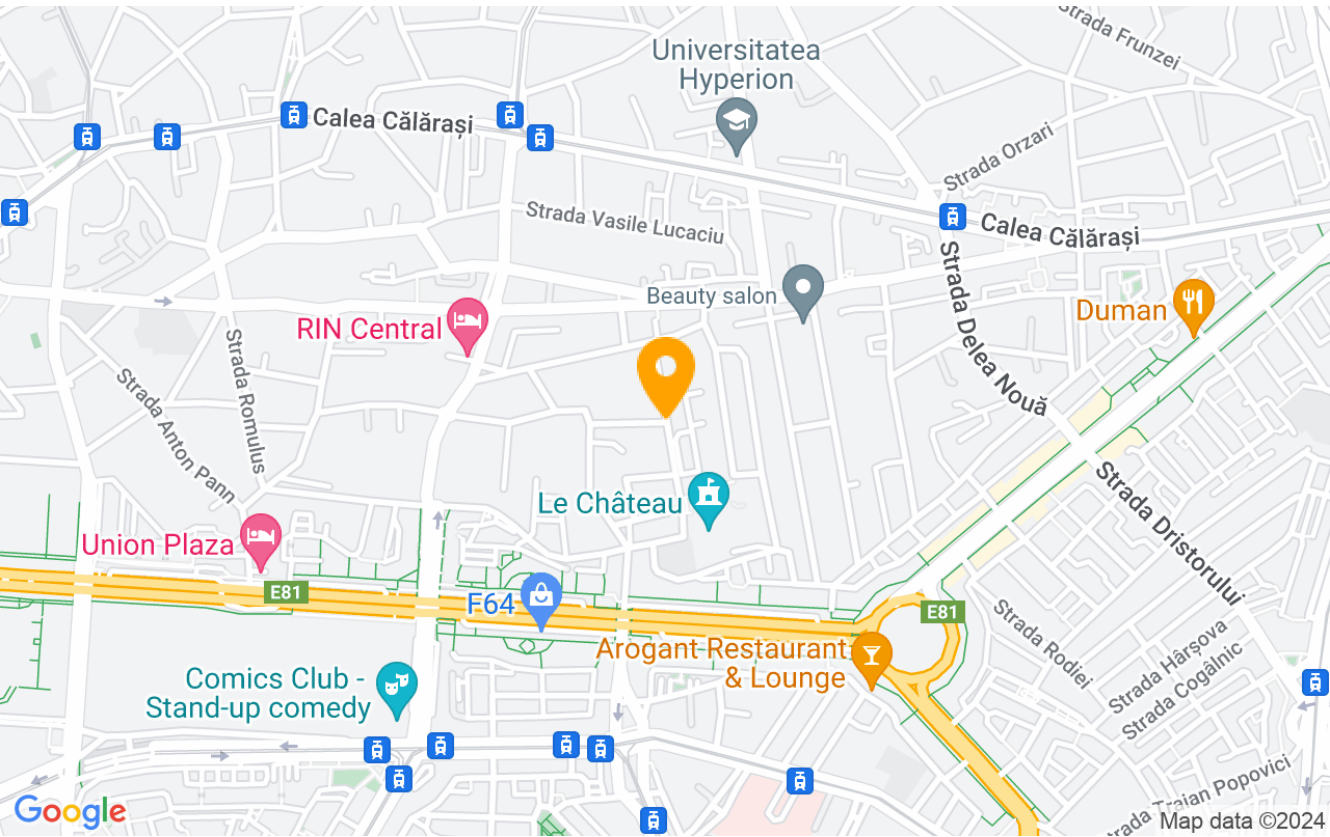 Strada Frunzei
Universitatea
Hyperion
Calea Călărași
Strada Orzari
Strada Vasile Lucaciu
Calea Călărași
Beauty salon
Strada Delea Nouă
Duman
RIN Central
Strada Romulus
Strada Anton Pann
Le Château
Strada Dristorului
Union Plaza
E81
F64
E81
Strada Rodiei
Strada Hârșova
Strada Cogâlnic
Arogant Restaurant
& Lounge
Comics Club -
Stand-up comedy
Traian Popovici
Google
Map data ©2024